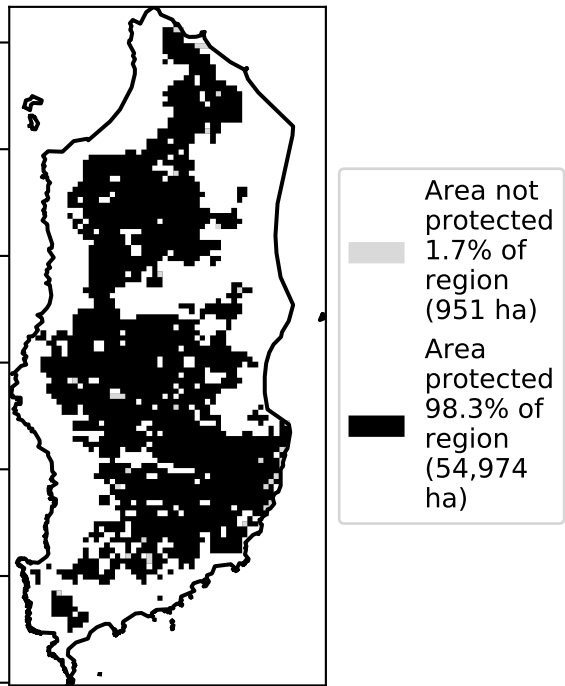 Area not
protected
1.7% of
region
(951 ha)
Area
protected
98.3% of
region
(54,974
ha)